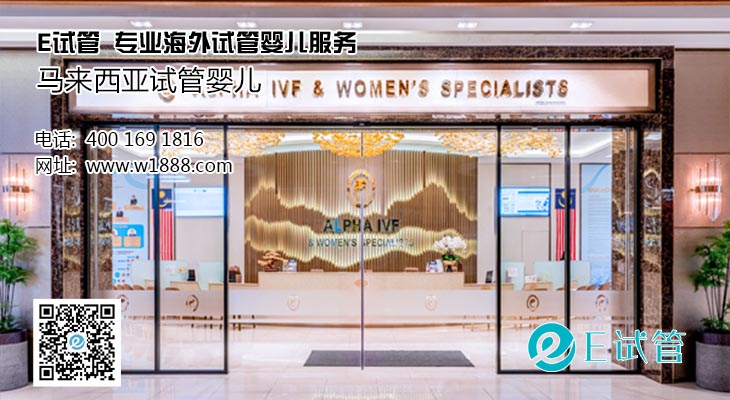 E试管 专业海外试管婴儿服务
马来西亚试管婴儿
ALPHA IVF & WOMEN'S SPECIALISTS
电话: 400 169 1816
网址: www.w1888.com
ALPHA IVF
& WOMEN'S SPECIALISTS
E试管